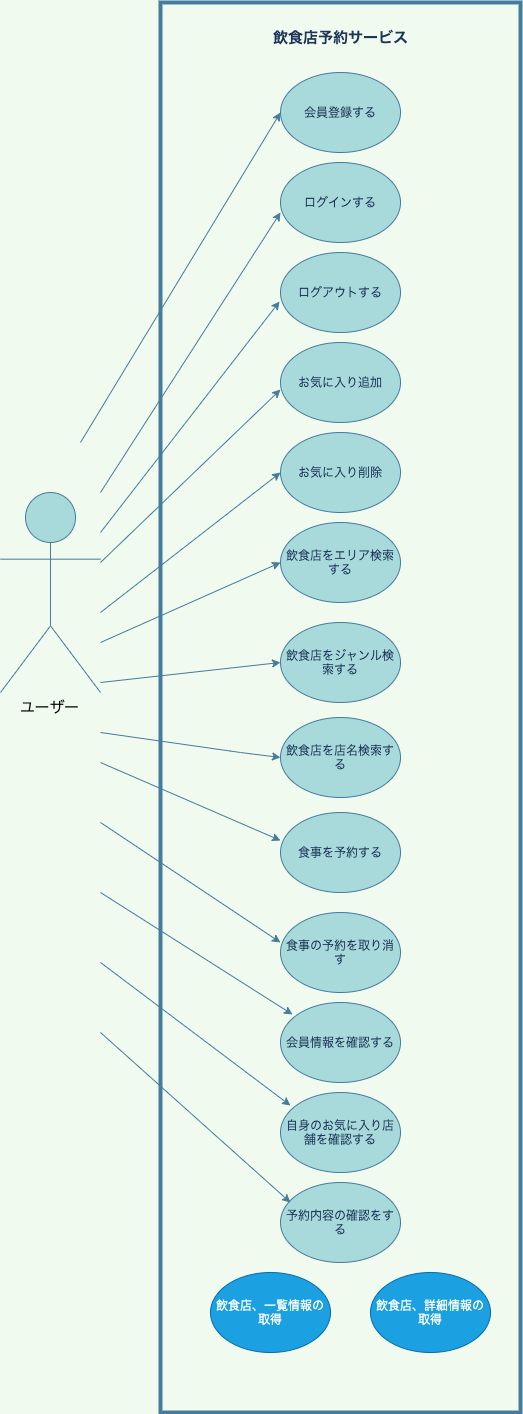 飲食店予約サービス
会員登録する
ログインする
ログアウトする
お気に入り追加
お気に入り削除
飲食店をエリア検索
する
飲食店をジャンル検
索する
ユーザー
飲食店を店名検索す
る
食事を予約する
食事の予約を取り消
す
会員情報を確認する
自身のお気に入り店
舗を確認する
予約内容の確認をす
る
飲食店、一覧情報の
取得
飲食店、詳細情報の
取得